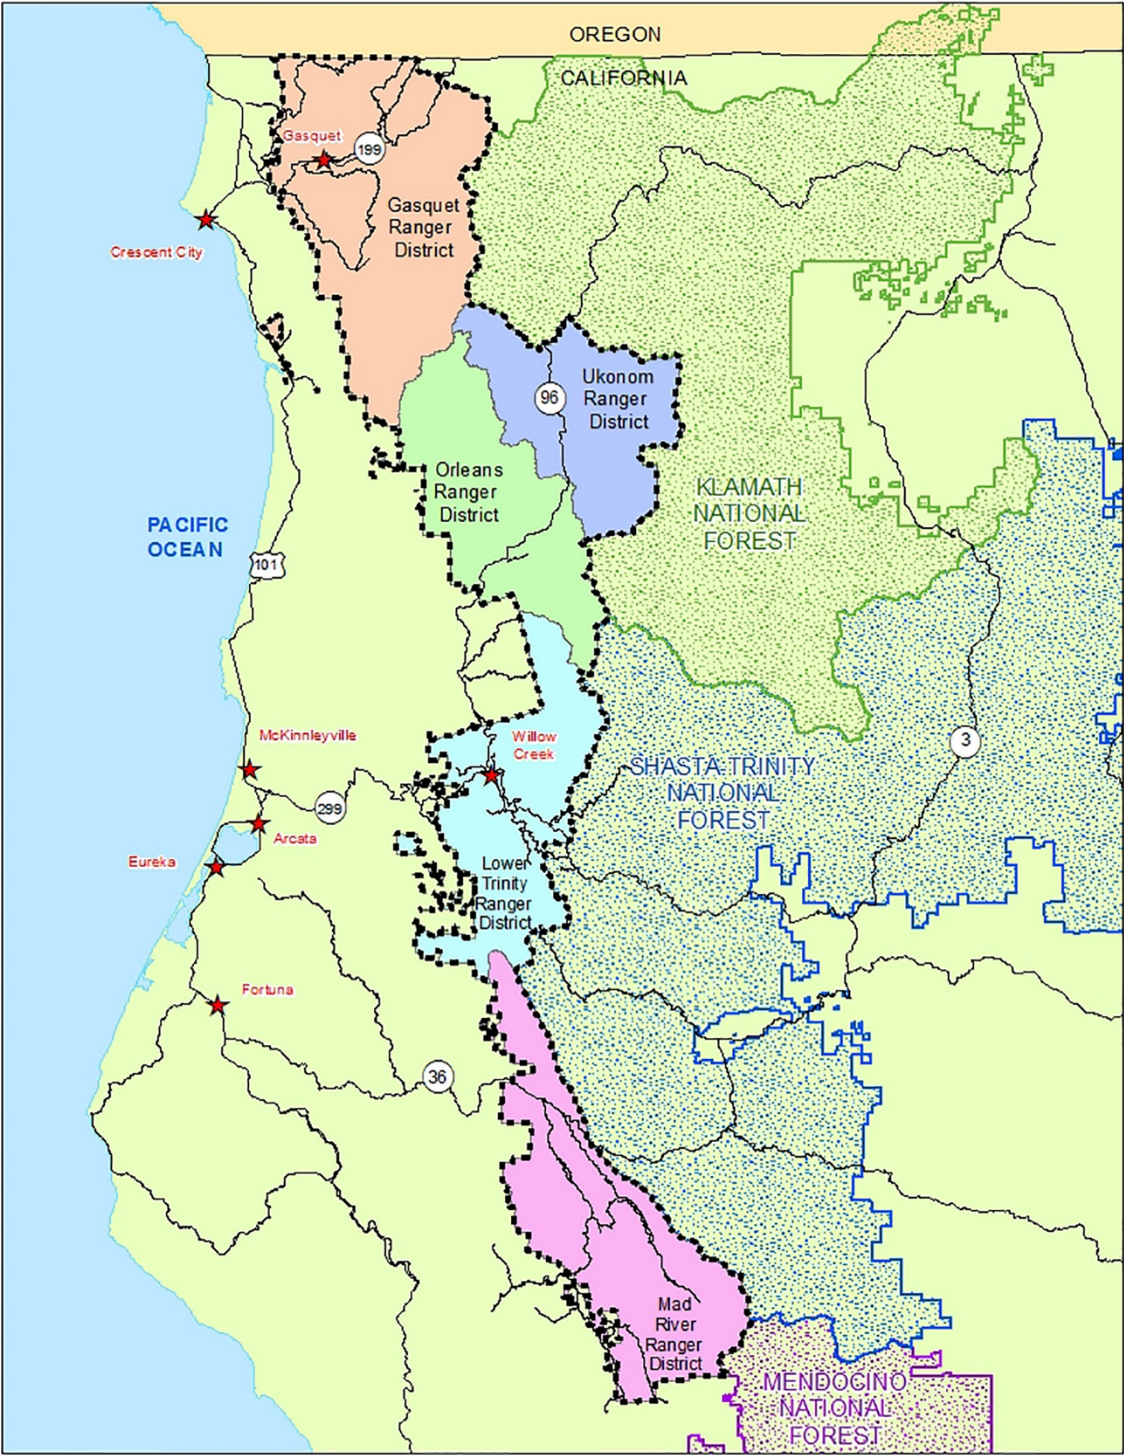 OREGON
CALIFORNIA
Gasquet
199
Gasquet
Ranger
District
Crescent City
Ukonom
Ranger
District
96
Orleans
Ranger
District
KLAMATH
NATIONAL
FOREST
PACIFIC
OCEAN
101
McKinnleyville
Willow
Creek
3
SHASTA-TRINITY
NATIONAL
FOREST
299
Arcata
Eureka
Lower
Trinity
Ranger
District
Fortuna
36
Mad
River
Ranger
District
MENDOCINO
NATIONAL
FOREST